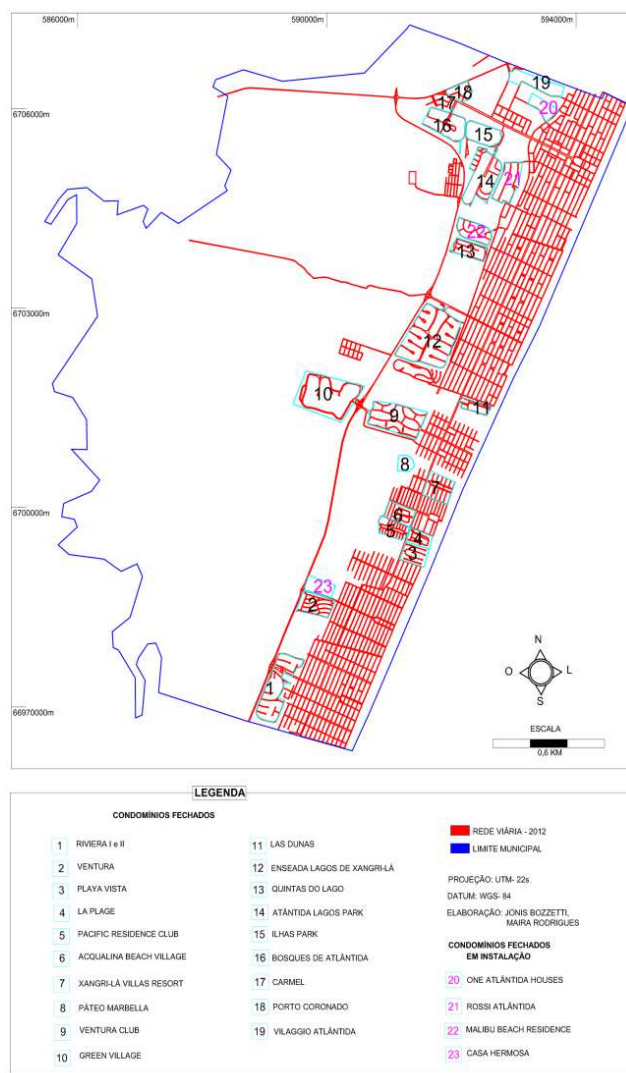 586000m
590000m
594000m
6706000m
6703000m
6700000m
66970000m
19
20
18
17
16
15
14
21
22
13
12
10
9
11
8
7
6
5
4
3
23
2
1
N
O
L
S
ESCALA
0,6 KM
LEGENDA
CONDOMÍNIOS FECHADOS
1 RIVIERA I e II
2 VENTURA
3 PLAYA VISTA
4 LA PLAGE
5 PACIFIC RESIDENCE CLUB
6 ACQUALINA BEACH VILLAGE
7 XANGRI-LÀ VILLAS RESORT
8 PÁTEO MARBELLA
9 VENTURA CLUB
10 GREEN VILLAGE
11 LAS DUNAS
12 ENSEADA LAGOS DE XANGRI-LÁ
13 QUINTAS DO LAGO
14 ATÂNTIDA LAGOS PARK
15 ILHAS PARK
16 BOSQUES DE ATLÂNTIDA
17 CARMEL
18 PORTO CORONADO
19 VILAGGIO ATLÂNTIDA
REDE VIÁRIA - 2012
LIMITE MUNICIPAL
PROJEÇÃO: UTM- 22s
DATUM: WGS- 84
ELABORAÇÃO: JONIS BOZZETTI,
MAIRA RODRIGUES
CONDOMÍNIOS FECHADOS
EM INSTALAÇÃO
20 ONE ATLÂNTIDA HOUSES
21 ROSSI ATLÂNTIDA
22 MALIBU BEACH RESIDENCE
23 CASA HERMOSA